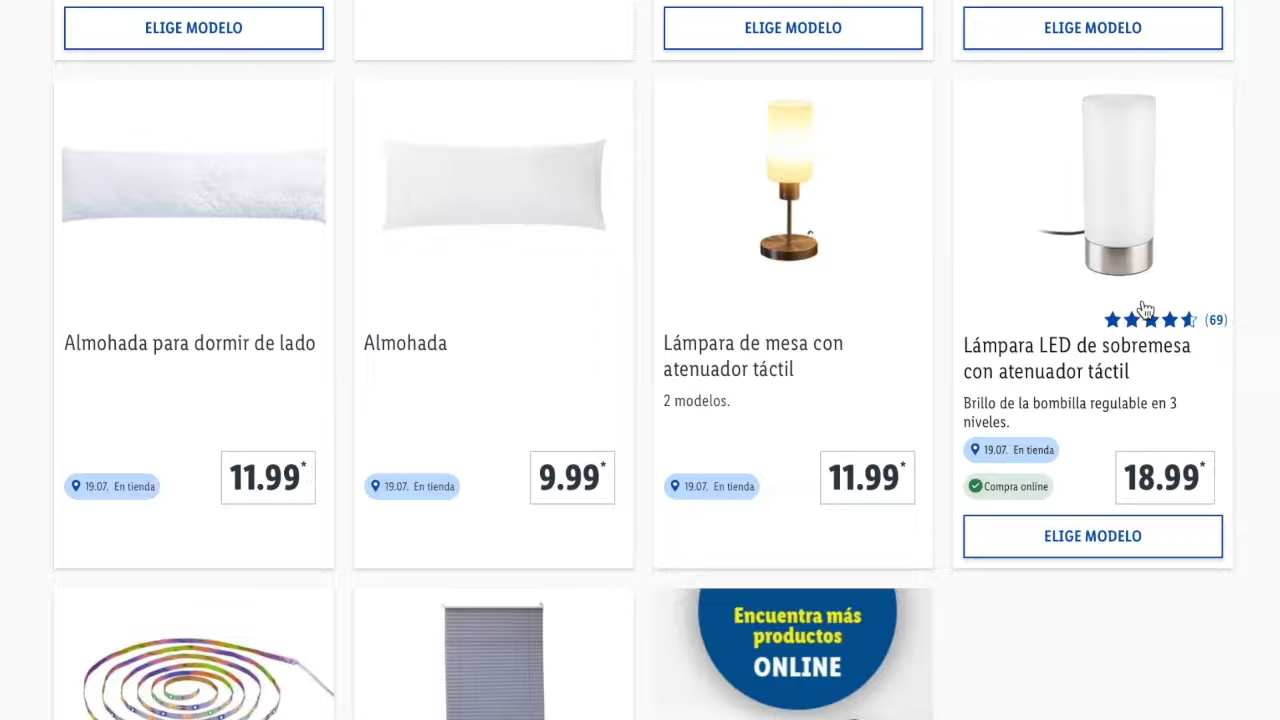 ELIGE MODELO
ELIGE MODELO
ELIGE MODELO
Almohada para dormir de lado
19.07. En tienda
11.99*
Almohada
19.07. En tienda
9.99*
Lámpara de mesa con
atenuador táctil
2 modelos.
19.07. En tienda
11.99*
(69)
Lámpara LED de sobremesa
con atenuador táctil
Brillo de la bombilla regulable en 3
niveles.
19.07. En tienda
Compra online
18.99*
ELIGE MODELO
Encuentra más
productos
ONLINE